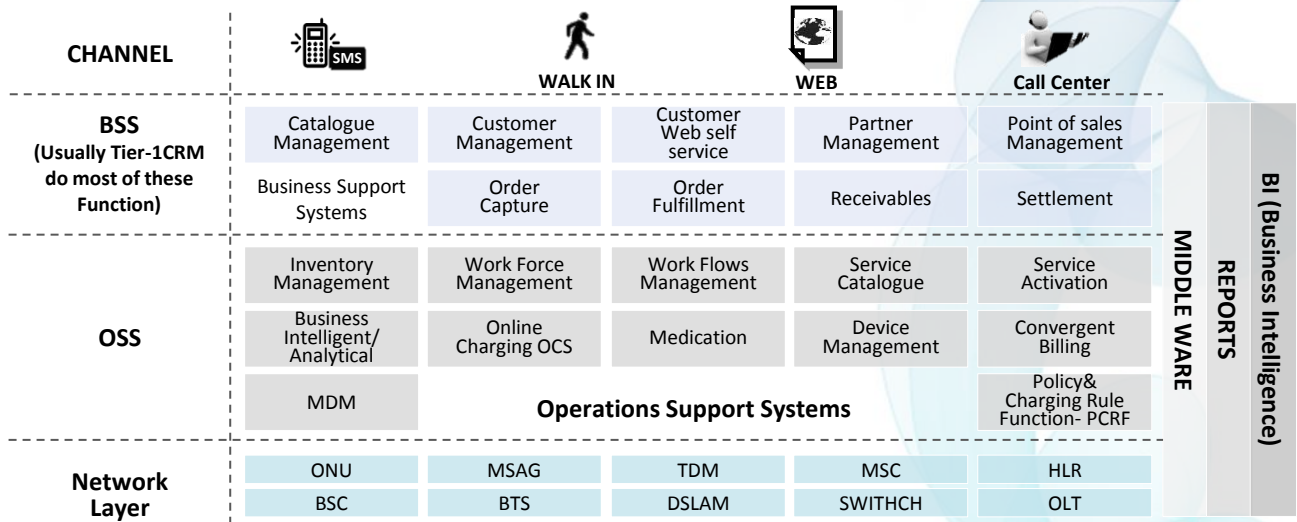 CHANNEL
SMS
WALK IN
WEB
Call Center
BSS
(Usually Tier-1CRM
do most of these
Function)
Catalogue
Management
Customer
Management
Customer
Web self
service
Partner
Management
Point of sales
Management
Business Support
Systems
Order
Capture
Order
Fulfillment
Receivables
Settlement
OSS
Inventory
Management
Work Force
Management
Work Flows
Management
Service
Catalogue
Service
Activation
Business
Intelligent/
Analytical
Online
Charging OCS
Medication
Device
Management
Convergent
Billing
MDM
Operations Support Systems
Policy&
Charging Rule
Function- PCRF
Network
Layer
ONU
MSAG
TDM
MSC
HLR
BSC
BTS
DSLAM
SWITHCH
OLT
MIDDLE WARE
REPORTS
BI (Business Intelligence)